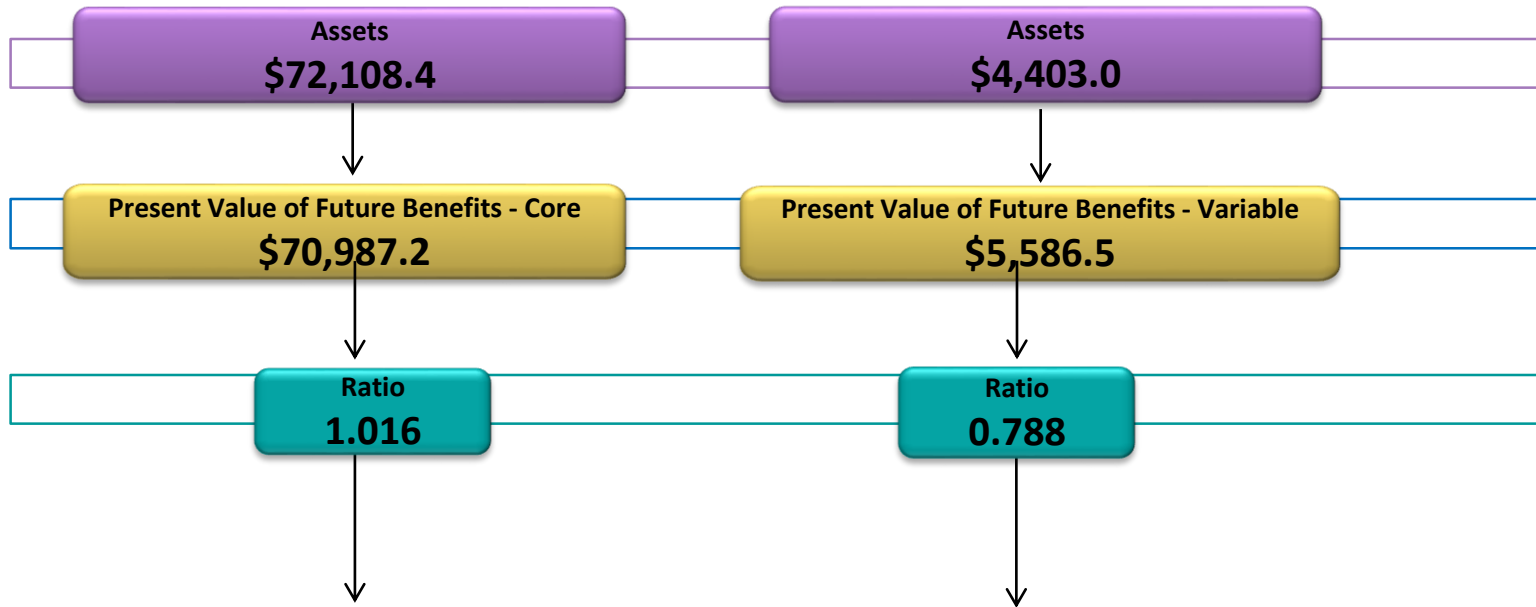 Assets
$72,108.4
Assets
$4,403.0
Present Value of Future Benefits - Core
$70,987.2
Present Value of Future Benefits - Variable
$5,586.5
Ratio
1.016
Ratio
0.788